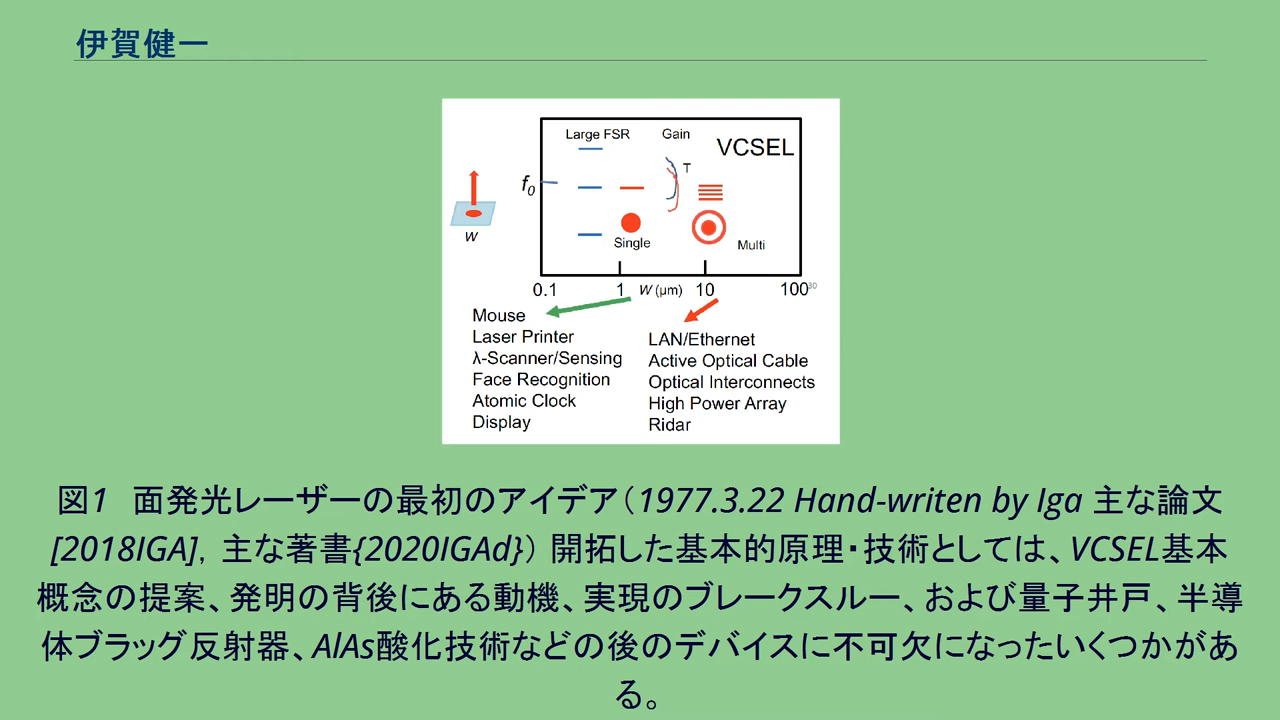 伊賀健一
Large FSR Gain
VCSEL
T
f0
w
Single
Multi
0.1 1 W (μm) 10 100 30
Mouse
Laser Printer
λ-Scanner/Sensing
Face Recognition
Atomic Clock
Display
LAN/Ethernet
Active Optical Cable
Optical Interconnects
High Power Array
Ridar
図1 面発光レーザーの最初のアイデア（1977.3.22 Hand-writen by Iga 主な論文
[2018IGA]，主な著書{2020IGAd}）開拓した基本的原理・技術としては、VCSEL基本
概念の提案、発明の背後にある動機、実現のブレークスルー、および量子井戸、半導
体ブラッグ反射器、AlAs酸化技術などの後のデバイスに不可欠になったいくつかがあ
る。